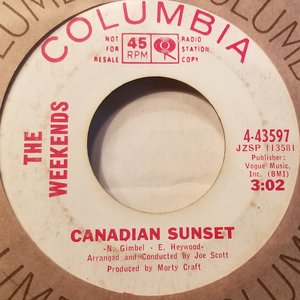 COLUMBIA
NOT FOR RESALE
45 RPM
RADIO STATION COPY
THE WEEKENDS
4-43597
JZSP 113581
Publisher:
Vogue Music,
Inc. (BMI)
3:02
CANADIAN SUNSET
-N. Gimbel - E. Heywood-
Arranged and Conducted by Joe Scott
Produced by Morty Craft